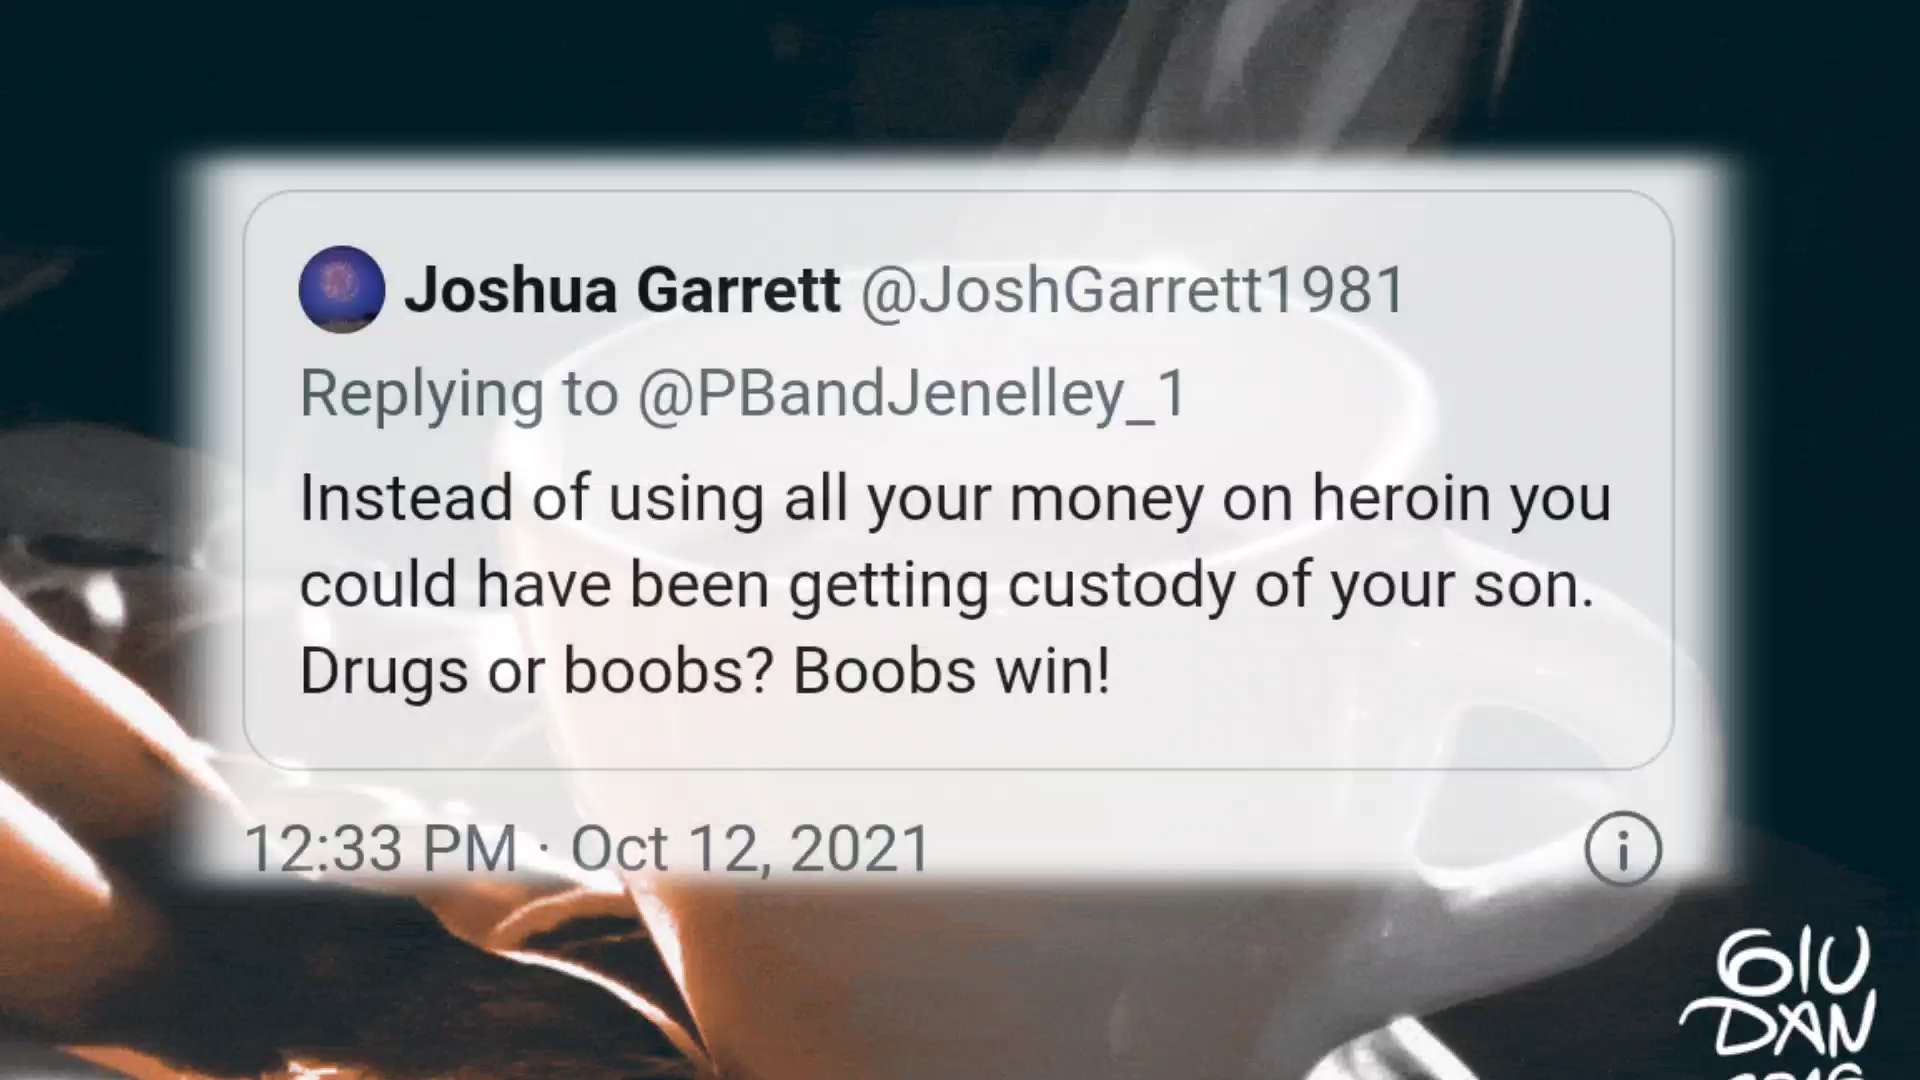 Joshua Garrett @JoshGarrett1981
Replying to @PBandJenelley_1
Instead of using all your money on heroin you
could have been getting custody of your son.
Drugs or boobs? Boobs win!
12:33 PM · Oct 12, 2021
GIU
DAN